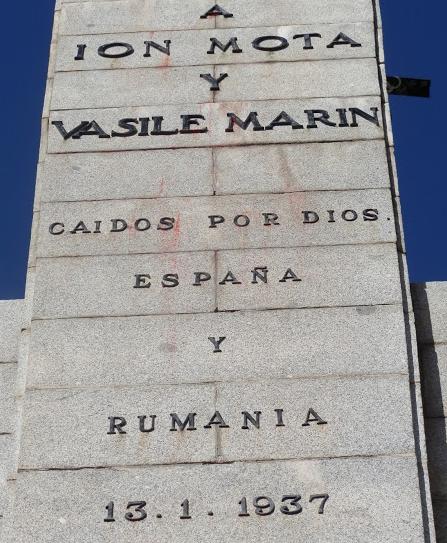 A
ION MOTA
Y
VASILE MARIN
CAIDOS POR DIOS.
ESPAÑA
Y
RUMANIA
13.1.1937